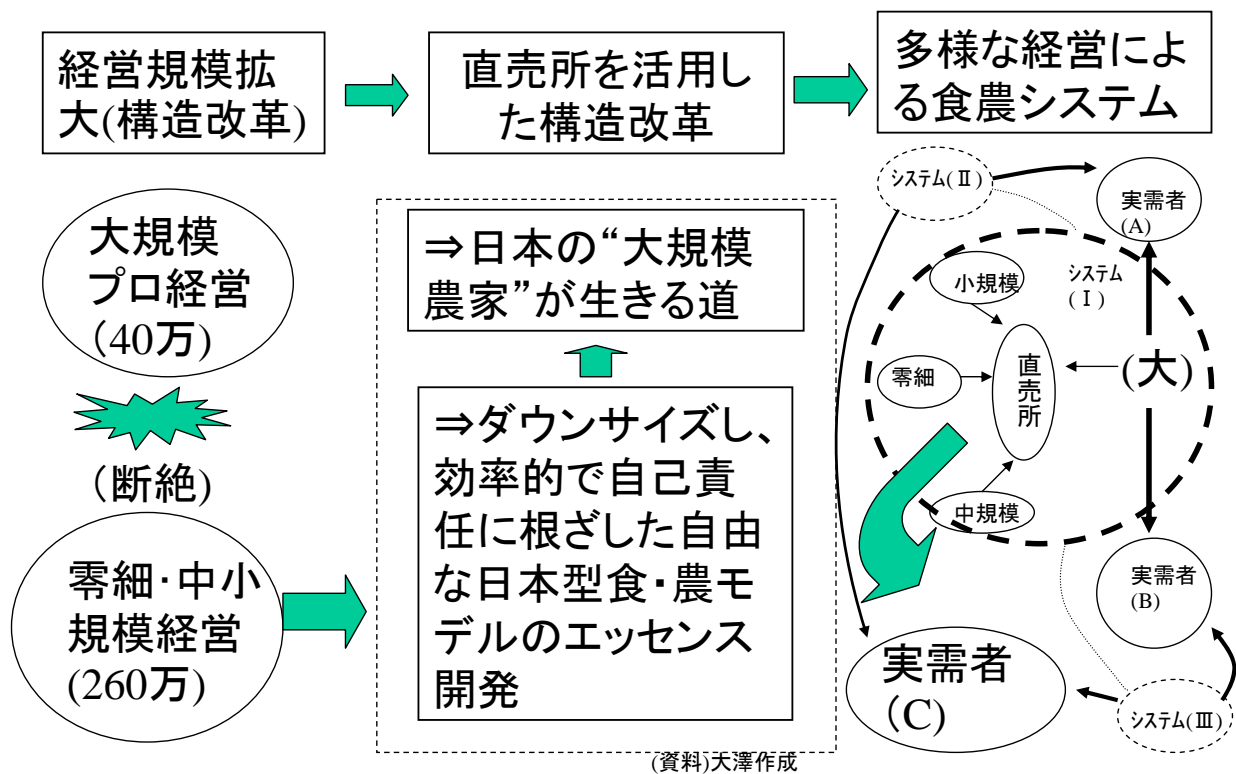 経営規模拡
大(構造改革)
直売所を活用し
た構造改革
多様な経営によ
る食農システム
大規模
プロ経営
(40万)
(断絶)
零細・中小
規模経営
(260万)
⇒日本の“大規模
農家”が生きる道
⇒ダウンサイズし、
効率的で自己責
任に根ざした自由
な日本型食・農モ
デルのエッセンス
開発
システム(Ⅱ)
実需者
(A)
システム
(Ⅰ)
小規模
零細
直売所
(大)
中規模
実需者
(B)
実需者
(C)
システム(Ⅲ)
(資料)大澤作成